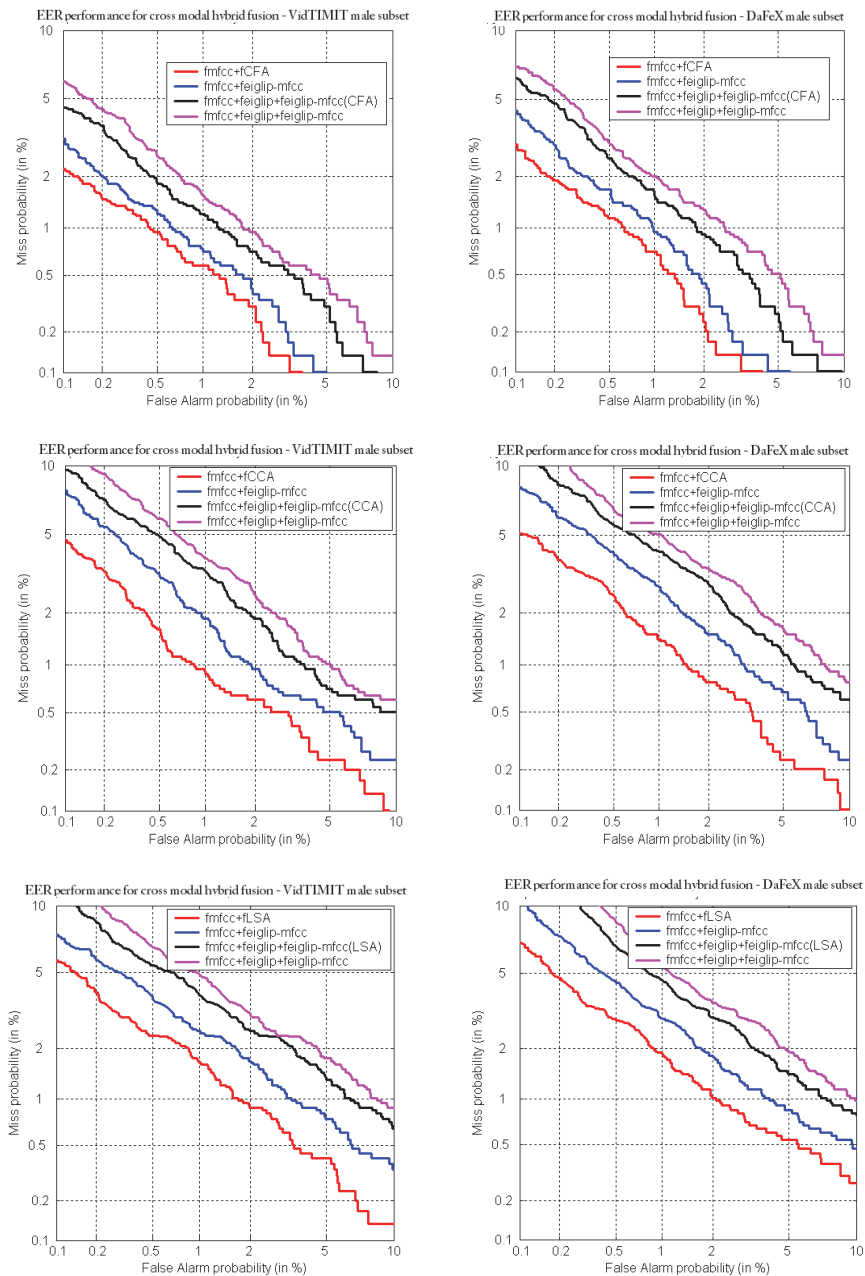 EER performance for cross modal hybrid fusion - VidTIMIT male subset
10
5
2
1
0.5
0.2
0.1
Miss probability (in %)
fmfcc+fCFA
fmfcc+feiglip-mfcc
fmfcc+feiglip+feiglip-mfcc(CFA)
fmfcc+feiglip+feiglip-mfcc
0.1 0.2 0.5 1 2 5 10
False Alarm probability (in %)
EER performance for cross modal hybrid fusion - DaFeX male subset
10
5
2
1
0.5
0.2
0.1
Miss probability (in %)
fmfcc+fCFA
fmfcc+feiglip-mfcc
fmfcc+feiglip+feiglip-mfcc(CFA)
fmfcc+feiglip+feiglip-mfcc
0.1 0.2 0.5 1 2 5 10
False Alarm probability (in %)
EER performance for cross modal hybrid fusion - VidTIMIT male subset
10
5
2
1
0.5
0.2
0.1
Miss probability (in %)
fmfcc+fCCA
fmfcc+feiglip-mfcc
fmfcc+feiglip+feiglip-mfcc(CCA)
fmfcc+feiglip+feiglip-mfcc
0.1 0.2 0.5 1 2 5 10
False Alarm probability (in %)
EER performance for cross modal hybrid fusion - DaFeX male subset
10
5
2
1
0.5
0.2
0.1
Miss probability (in %)
fmfcc+fCCA
fmfcc+feiglip-mfcc
fmfcc+feiglip+feiglip-mfcc(CCA)
fmfcc+feiglip+feiglip-mfcc
0.1 0.2 0.5 1 2 5 10
False Alarm probability (in %)
EER performance for cross modal hybrid fusion - VidTIMIT male subset
10
5
2
1
0.5
0.2
0.1
Miss probability (in %)
fmfcc+fLSA
fmfcc+feiglip-mfcc
fmfcc+feiglip+feiglip-mfcc(LSA)
fmfcc+feiglip+feiglip-mfcc
0.1 0.2 0.5 1 2 5 10
False Alarm probability (in %)
EER performance for cross modal hybrid fusion - DaFeX male subset
10
5
2
1
0.5
0.2
0.1
Miss probability (in %)
fmfcc+fLSA
fmfcc+feiglip-mfcc
fmfcc+feiglip+feiglip-mfcc(LSA)
fmfcc+feiglip+feiglip-mfcc
0.1 0.2 0.5 1 2 5 10
False Alarm probability (in %)